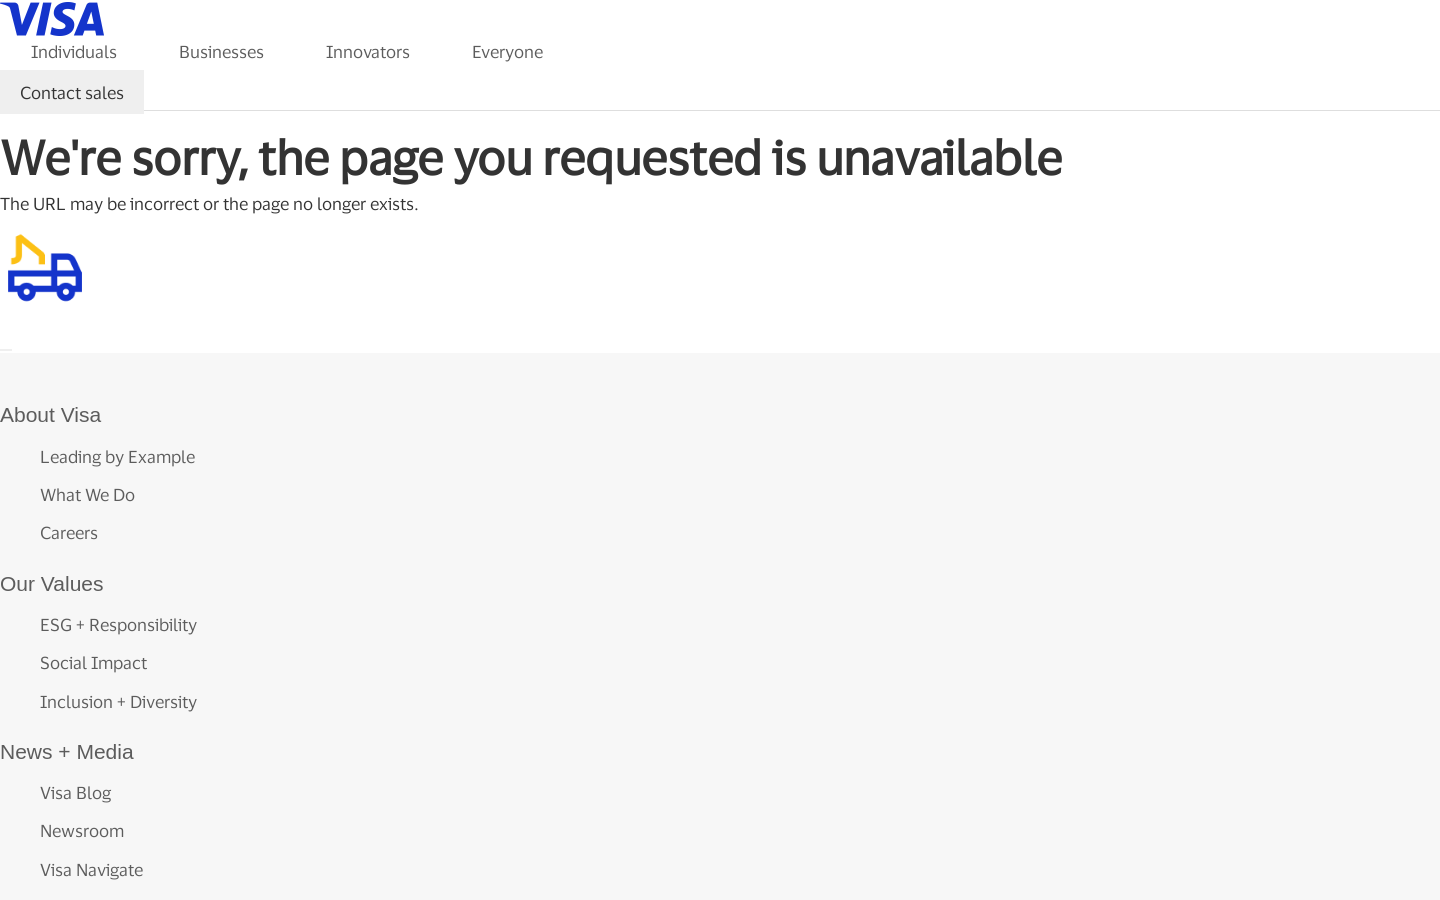 VISA
Individuals Businesses Innovators Everyone
Contact sales
We're sorry, the page you requested is unavailable
The URL may be incorrect or the page no longer exists.
About Visa
Leading by Example
What We Do
Careers
Our Values
ESG + Responsibility
Social Impact
Inclusion + Diversity
News + Media
Visa Blog
Newsroom
Visa Navigate